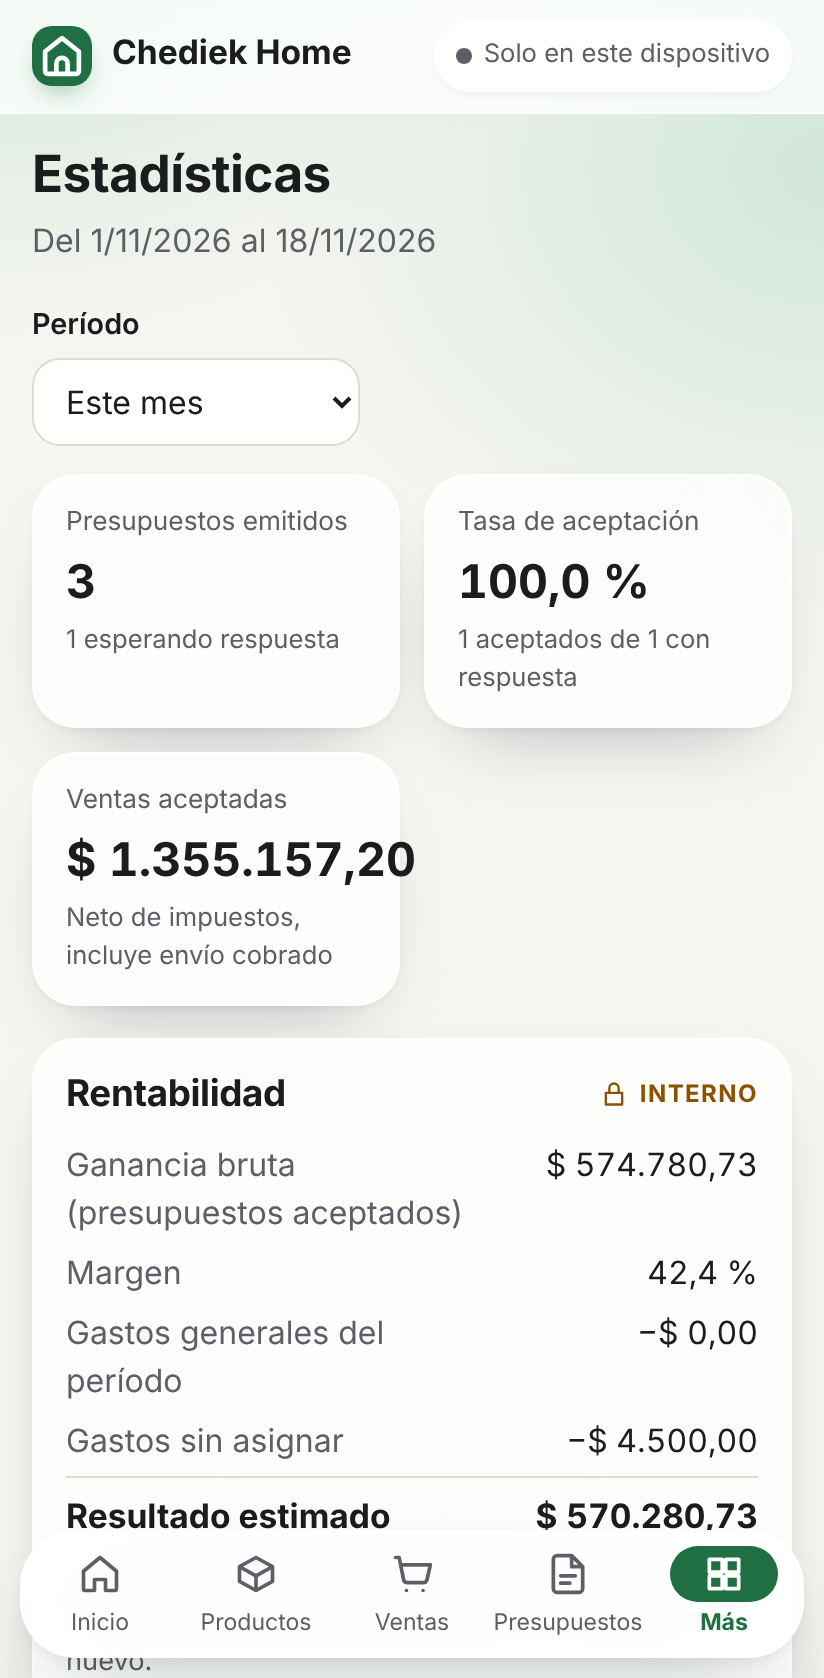 Chediek Home
Solo en este dispositivo
Estadísticas
Del 1/11/2026 al 18/11/2026
Período
Este mes
Presupuestos emitidos
3
1 esperando respuesta
Tasa de aceptación
100,0 %
1 aceptados de 1 con
respuesta
Ventas aceptadas
$ 1.355.157,20
Neto de impuestos,
incluye envío cobrado
Rentabilidad
INTERNO
Ganancia bruta
(presupuestos aceptados)
$ 574.780,73
Margen
42,4 %
Gastos generales del
período
−$ 0,00
Gastos sin asignar
−$ 4.500,00
Resultado estimado
$ 570.280,73
Inicio
Productos
Ventas
Presupuestos
Más
nuevo.